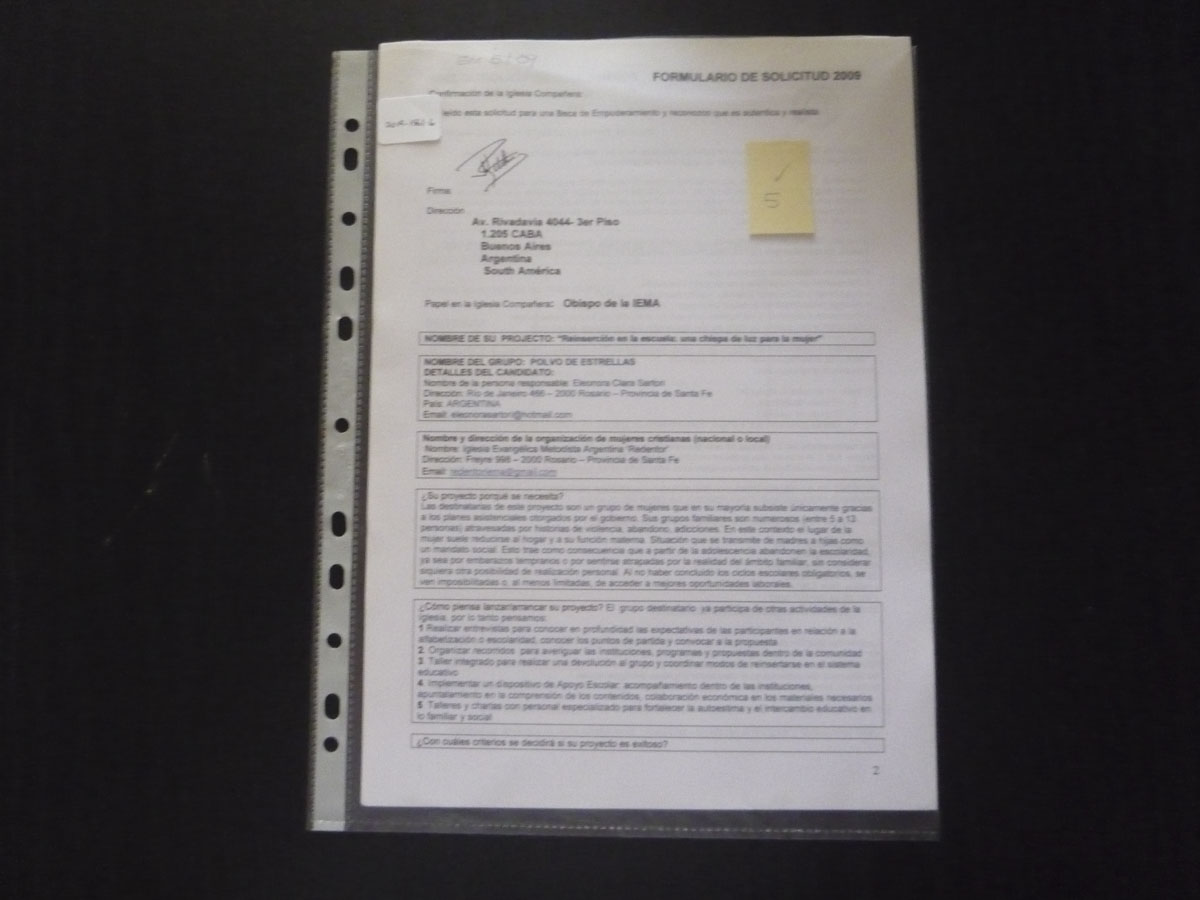 FORMULARIO DE SOLICITUD 2009
Confirmación de la Iglesia Compañera:
leído esta solicitud para una Beca de Empoderamiento y reconozco que es autentica y realista
5
Firma:
Dirección
Av. Rivadavia 4044- 3er Piso
1.205 CABA
Buenos Aires
Argentina
South América
Papel en la Iglesia Compañera: Obispo de la IEMA
NOMBRE DE SU PROJECTO: "Reinserción en la escuela: una chispa de luz para la mujer"
NOMBRE DEL GRUPO: POLVO DE ESTRELLAS
DETALLES DEL CANDIDATO:
Nombre de la persona responsable: Eleonora Clara Sartori
Dirección: Río de Janeiro 466 – 2000 Rosario – Provincia de Santa Fe
País: ARGENTINA
Email: eleonorasartori@hotmail.com
Nombre y dirección de la organización de mujeres cristianas (nacional o local)
Nombre: Iglesia Evangélica Metodista Argentina 'Redentor'
Dirección: Freyre 998 – 2000 Rosario – Provincia de Santa Fe
Email: redentoriema@gmail.com
¿Su proyecto porqué se necesita?
Las destinatarias de este proyecto son un grupo de mujeres que en su mayoría subsiste únicamente gracias
a los planes asistenciales otorgados por el gobierno. Sus grupos familiares son numerosos (entre 5 a 13
personas) atravesadas por historias de violencia, abandono, adicciones. En este contexto el lugar de la
mujer suele reducirse al hogar y a su función materna. Situación que se transmite de madres a hijas como
un mandato social. Esto trae como consecuencia que a partir de la adolescencia abandonen la escolaridad,
ya sea por embarazos tempranos o por sentirse atrapadas por la realidad del ámbito familiar, sin considerar
siquiera otra posibilidad de realización personal. Al no haber concluido los ciclos escolares obligatorios, se
ven imposibilitadas o, al menos limitadas, de acceder a mejores oportunidades laborales.
¿Cómo piensa lanzar/arrancar su proyecto? El grupo destinatario ya participa de otras actividades de la
Iglesia, por lo tanto pensamos:
1 Realizar entrevistas para conocer en profundidad las expectativas de las participantes en relación a la
alfabetización o escolaridad, conocer los puntos de partida y convocar a la propuesta
2. Organizar recorridos para averiguar las instituciones, programas y propuestas dentro de la comunidad
3. Taller integrado para realizar una devolución al grupo y coordinar modos de reinsertarse en el sistema
educativo
4. Implementar un dispositivo de Apoyo Escolar: acompañamiento dentro de las instituciones,
apuntalamiento en la comprensión de los contenidos, colaboración económica en los materiales necesarios
5. Talleres y charlas con personal especializado para fortalecer la autoestima y el intercambio educativo en
lo familiar y social
¿Con cuáles criterios se decidirá si su proyecto es exitoso?
2